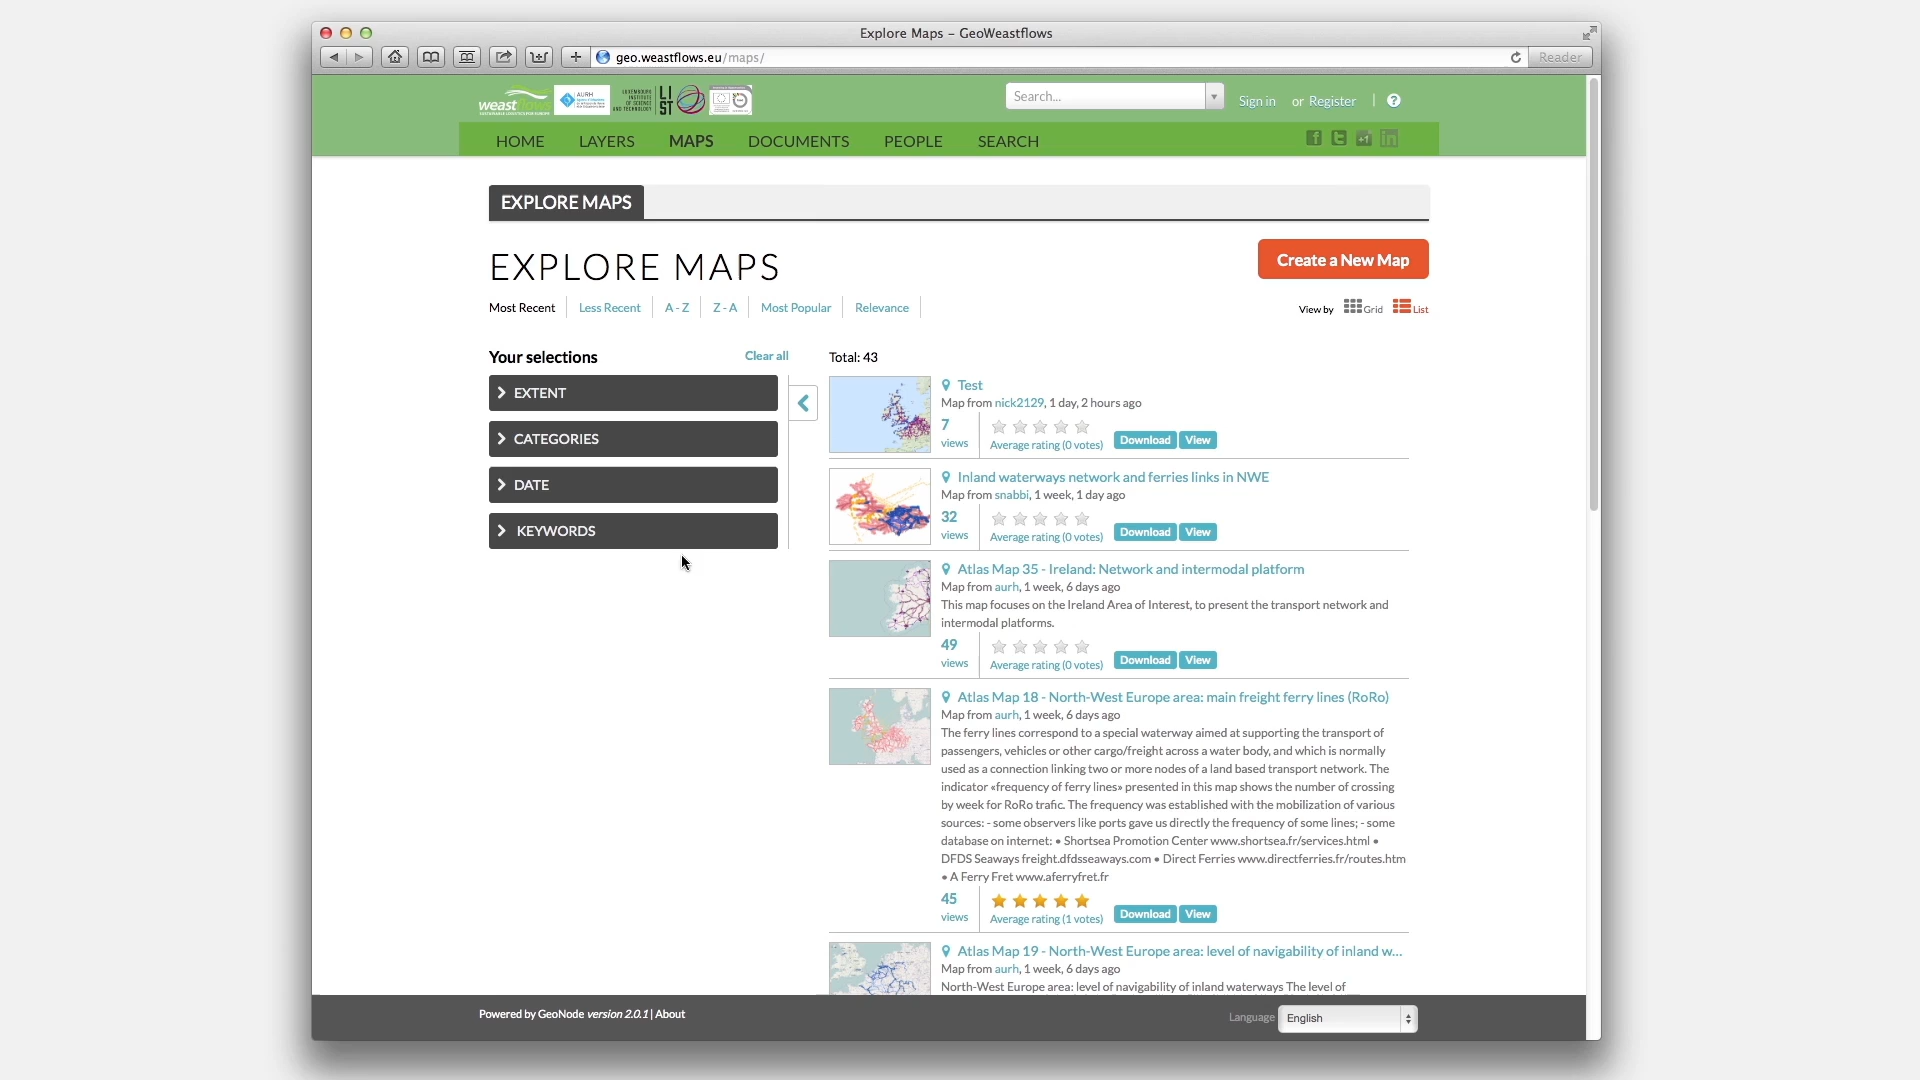 Explore Maps – GeoWeastflows
geo.weastflows.eu/maps/
Reader
weastflows
AURH
LUXEMBOURG
INSTITUTE
OF SCIENCE
AND TECHNOLOGY
LI
ST
Search...
Sign in or Register | ?
HOME LAYERS MAPS DOCUMENTS PEOPLE SEARCH
EXPLORE MAPS
EXPLORE MAPS
Create a New Map
Most Recent Less Recent A - Z Z - A Most Popular Relevance
View by Grid List
Your selections Clear all
EXTENT
CATEGORIES
DATE
KEYWORDS
Total: 43
Test
Map from nick2129, 1 day, 2 hours ago
7
views
Average rating (0 votes) Download View
Inland waterways network and ferries links in NWE
Map from snabbi, 1 week, 1 day ago
32
views
Average rating (0 votes) Download View
Atlas Map 35 - Ireland: Network and intermodal platform
Map from aurh, 1 week, 6 days ago
This map focuses on the Ireland Area of Interest, to present the transport network and
intermodal platforms.
49
views
Average rating (0 votes) Download View
Atlas Map 18 - North-West Europe area: main freight ferry lines (RoRo)
Map from aurh, 1 week, 6 days ago
The ferry lines correspond to a special waterway aimed at supporting the transport of
passengers, vehicles or other cargo/freight across a water body, and which is normally
used as a connection linking two or more nodes of a land based transport network. The
indicator «frequency of ferry lines» presented in this map shows the number of crossing
by week for RoRo trafic. The frequency was established with the mobilization of various
sources: - some observers like ports gave us directly the frequency of some lines; - some
database on internet: • Shortsea Promotion Center www.shortsea.fr/services.html •
DFDS Seaways freight.dfdsseaways.com • Direct Ferries www.directferries.fr/routes.htm
• A Ferry Fret www.aferryfret.fr
45
views
Average rating (1 votes) Download View
Atlas Map 19 - North-West Europe area: level of navigability of inland w...
Map from aurh, 1 week, 6 days ago
North-West Europe area: level of navigability of inland waterways The level of
Powered by GeoNode version 2.0.1 | About
Language English